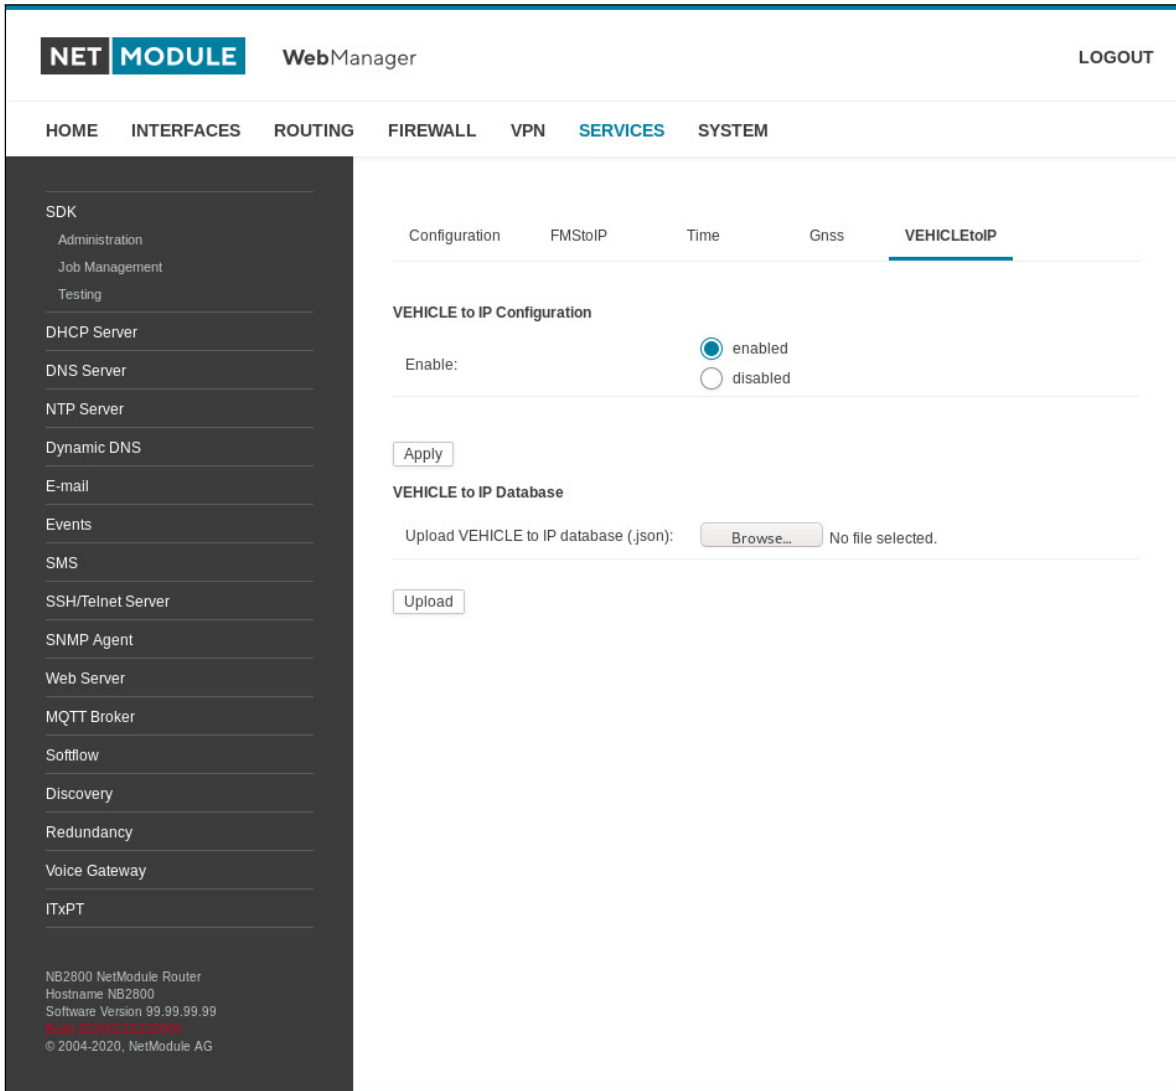 NET MODULE WebManager LOGOUT
HOME INTERFACES ROUTING FIREWALL VPN SERVICES SYSTEM
SDK
Administration
Job Management
Testing
DHCP Server
DNS Server
NTP Server
Dynamic DNS
E-mail
Events
SMS
SSH/Telnet Server
SNMP Agent
Web Server
MQTT Broker
Softflow
Discovery
Redundancy
Voice Gateway
ITxPT
NB2800 NetModule Router
Hostname NB2800
Software Version 99.99.99.99
Build
© 2004-2020, NetModule AG
Configuration FMStoIP Time Gnss VEHICLEtoIP
VEHICLE to IP Configuration
Enable:
enabled
disabled
Apply
VEHICLE to IP Database
Upload VEHICLE to IP database (.json): Browse... No file selected.
Upload